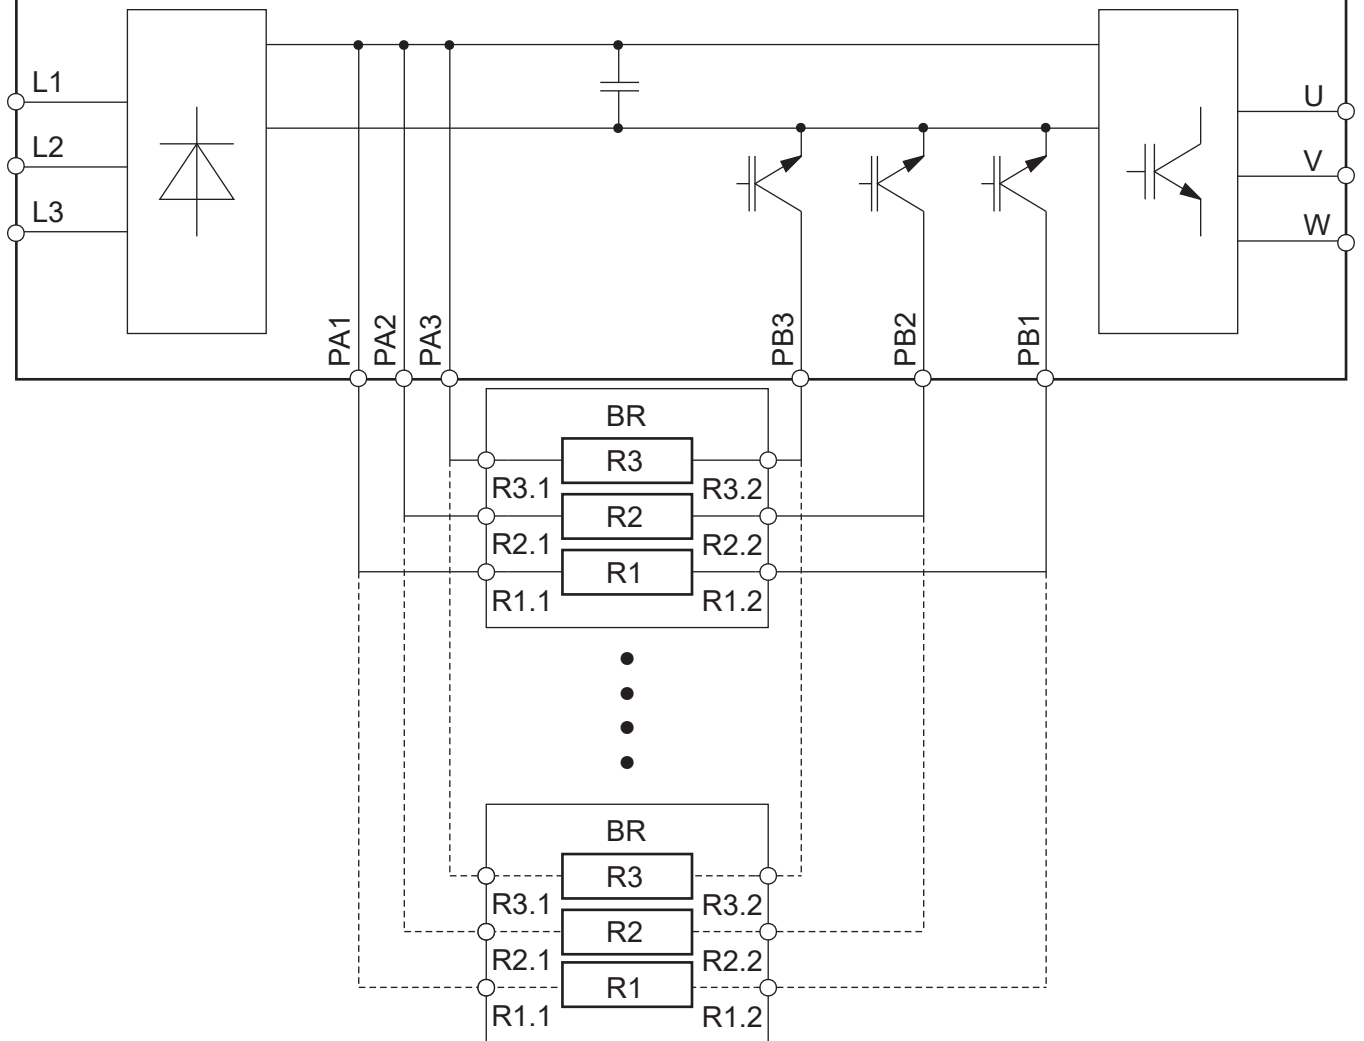 L1
U
L2
V
L3
W
PA1
PA2
PA3
PB3
PB2
PB1
BR
R3
R3.1
R3.2
R2
R2.1
R2.2
R1
R1.1
R1.2
BR
R3
R3.1
R3.2
R2
R2.1
R2.2
R1
R1.1
R1.2